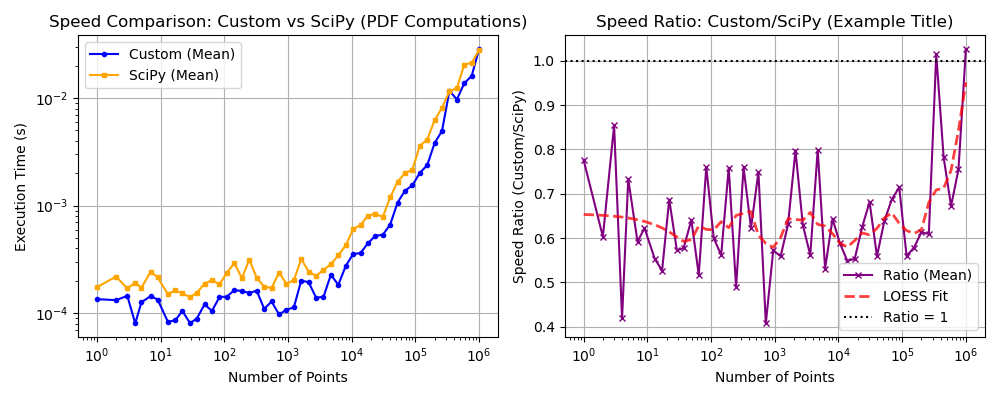 Speed Comparison: Custom vs SciPy (PDF Computations)
Custom (Mean)
SciPy (Mean)
Execution Time (s)
10⁻²
10⁻³
10⁻⁴
10⁰ 10¹ 10² 10³ 10⁴ 10⁵ 10⁶
Number of Points
Speed Ratio: Custom/SciPy (Example Title)
Speed Ratio (Custom/SciPy)
1.0
0.9
0.8
0.7
0.6
0.5
0.4
Ratio (Mean)
LOESS Fit
Ratio = 1
10⁰ 10¹ 10² 10³ 10⁴ 10⁵ 10⁶
Number of Points